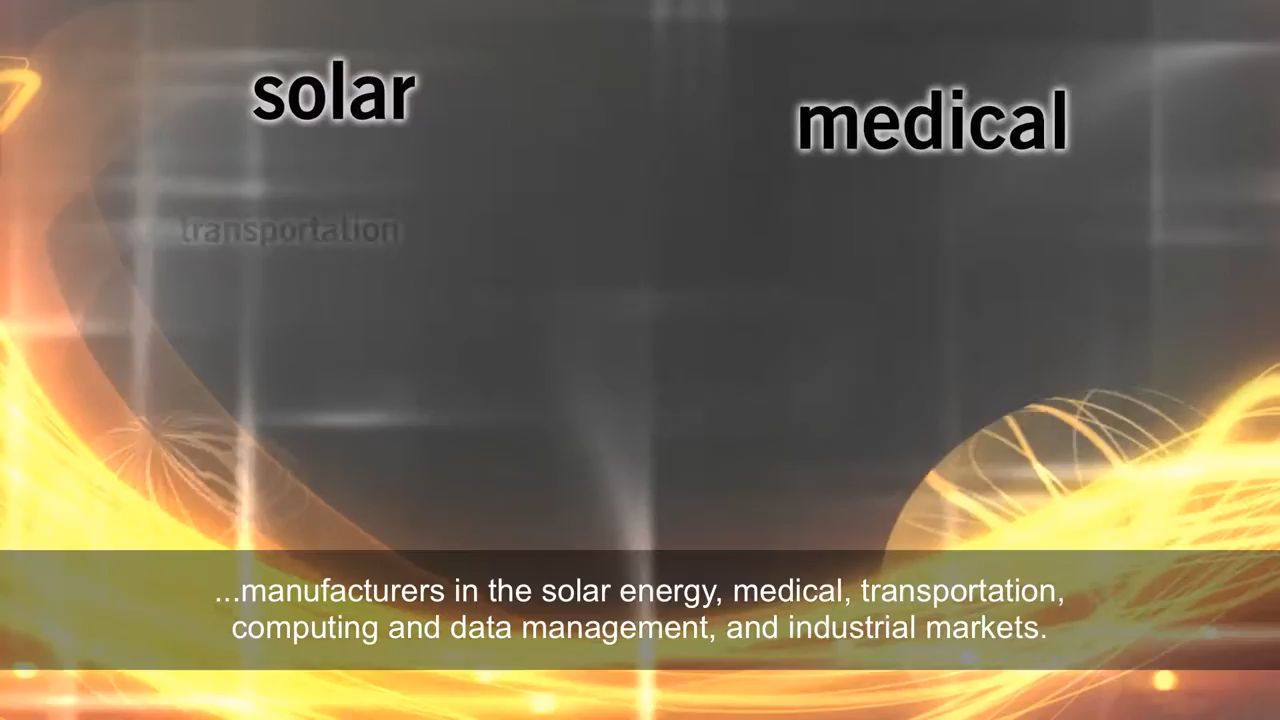 solar
medical
transportation
...manufacturers in the solar energy, medical, transportation,
computing and data management, and industrial markets.